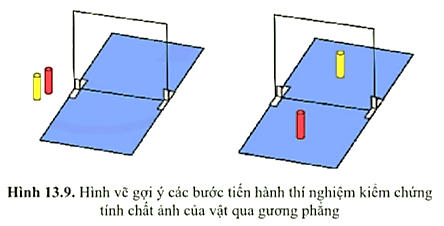 Hình 13.9. Hình vẽ gợi ý các bước tiến hành thí nghiệm kiểm chứng
tính chất ảnh của vật qua gương phẳng